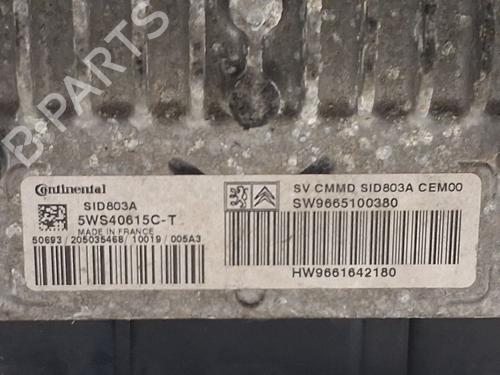 B-PARTS
Continental
SID803A
5WS40615C-T
MADE IN FRANCE
50693 / 205035468 / 10019 / 005A3
SV CMMD SID803A CEM00
SW9665100380
HW9661642180